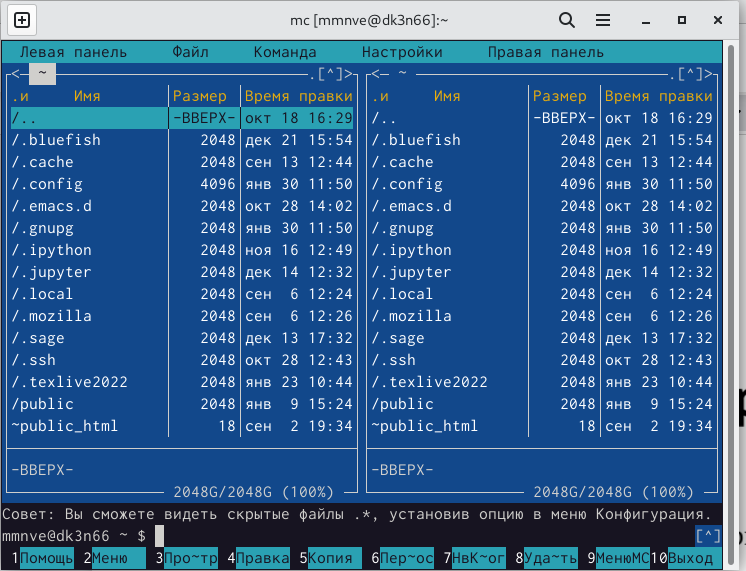 mc [mmnve@dk3n66]:~
Левая панель Файл Команда Настройки Правая панель
<— ~ .[^]> <— ~ .[^]>
.и Имя Размер Время правки .и Имя Размер Время правки
/.. -ВВЕРХ- окт 18 16:29 /.. -ВВЕРХ- окт 18 16:29
/.bluefish 2048 дек 21 15:54 /.bluefish 2048 дек 21 15:54
/.cache 2048 сен 13 12:44 /.cache 2048 сен 13 12:44
/.config 4096 янв 30 11:50 /.config 4096 янв 30 11:50
/.emacs.d 2048 окт 28 14:02 /.emacs.d 2048 окт 28 14:02
/.gnupg 2048 янв 30 11:50 /.gnupg 2048 янв 30 11:50
/.ipython 2048 ноя 16 12:49 /.ipython 2048 ноя 16 12:49
/.jupyter 2048 дек 14 12:32 /.jupyter 2048 дек 14 12:32
/.local 2048 сен 6 12:24 /.local 2048 сен 6 12:24
/.mozilla 2048 сен 6 12:26 /.mozilla 2048 сен 6 12:26
/.sage 2048 дек 13 17:32 /.sage 2048 дек 13 17:32
/.ssh 2048 окт 28 12:43 /.ssh 2048 окт 28 12:43
/.texlive2022 2048 янв 23 10:44 /.texlive2022 2048 янв 23 10:44
/public 2048 янв 9 15:24 /public 2048 янв 9 15:24
~public_html 18 сен 2 19:34 ~public_html 18 сен 2 19:34
-ВВЕРХ- -ВВЕРХ-
2048G/2048G (100%) 2048G/2048G (100%)
Совет: Вы сможете видеть скрытые файлы .*, установив опцию в меню Конфигурация.
mmnve@dk3n66 ~ $ [^]
1Помощь 2Меню 3Про~тр 4Правка 5Копия 6Пер~ос 7НвК~ог 8Уда~ть 9МенюMC 10Выход